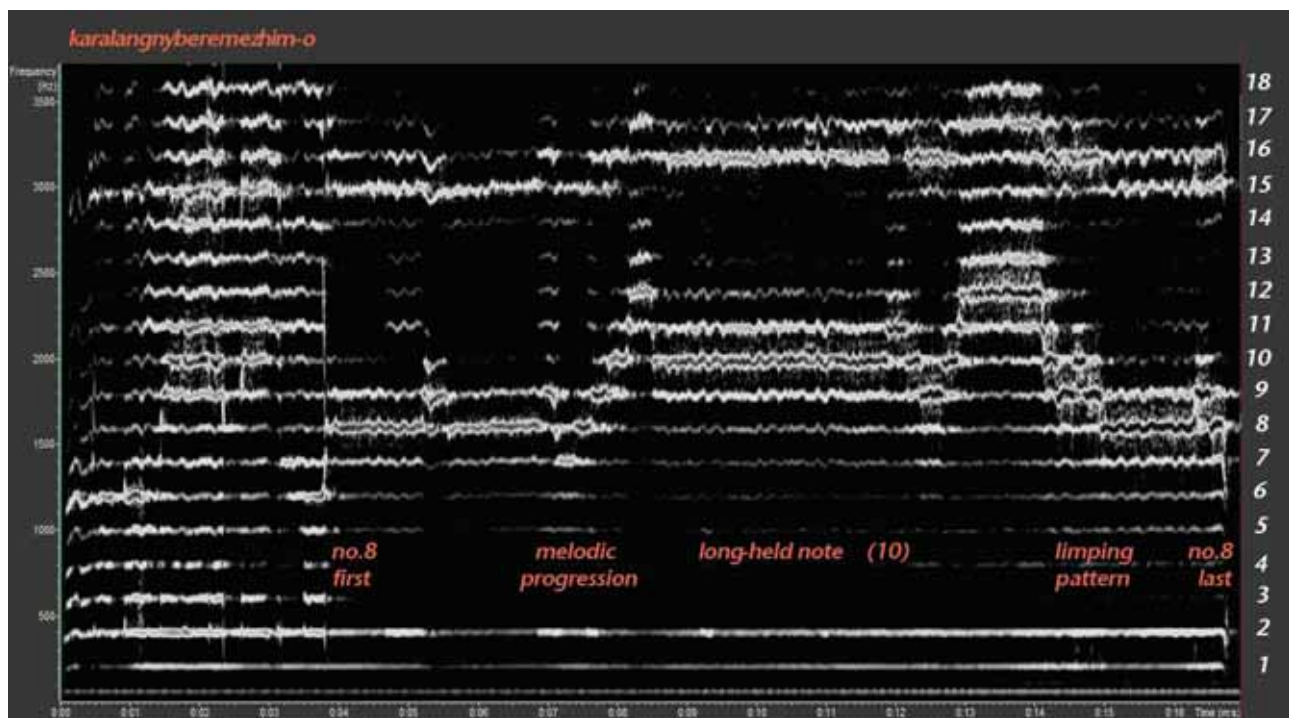 karalangnyberemezhim-o
Frequency
(Hz)
3500
3000
2500
2000
1500
1000
500
18
17
16
15
14
13
12
11
10
9
8
7
6
5
4
3
2
1
no.8
first
melodic
progression
long-held note (10)
limping
pattern
no.8
last
0:00 0:01 0:02 0:03 0:04 0:05 0:06 0:07 0:08 0:09 0:10 0:11 0:12 0:13 0:14 0:15 0:16 Time (m:s)